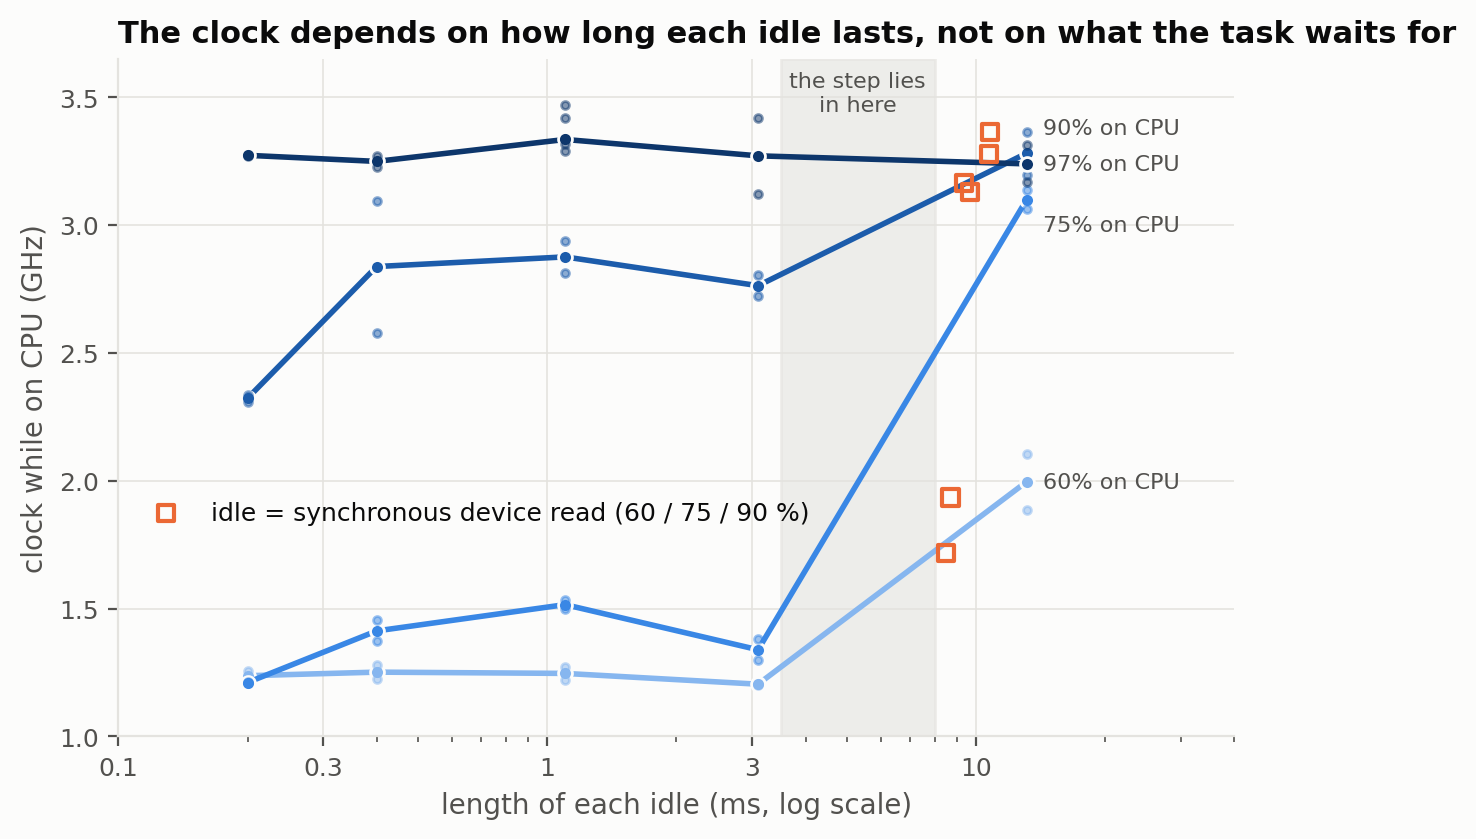 The clock depends on how long each idle lasts, not on what the task waits for
the step lies
in here
3.5
90% on CPU
97% on CPU
3.0
75% on CPU
2.5
2.0
60% on CPU
idle = synchronous device read (60 / 75 / 90 %)
1.5
1.0
clock while on CPU (GHz)
0.1
0.3
1
3
10
length of each idle (ms, log scale)